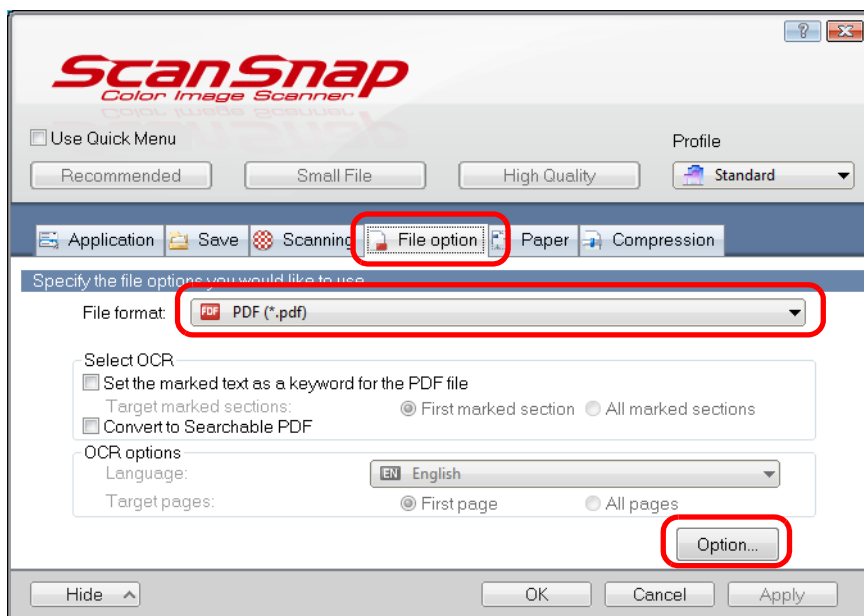 ScanSnap
Color Image Scanner
Use Quick Menu
Profile
Recommended Small File High Quality Standard
Application Save Scanning File option Paper Compression
Specify the file options you would like to use.
File format: PDF PDF (*.pdf)
Select OCR
Set the marked text as a keyword for the PDF file
Target marked sections: First marked section All marked sections
Convert to Searchable PDF
OCR options
Language: EN English
Target pages: First page All pages
Option...
Hide OK Cancel Apply